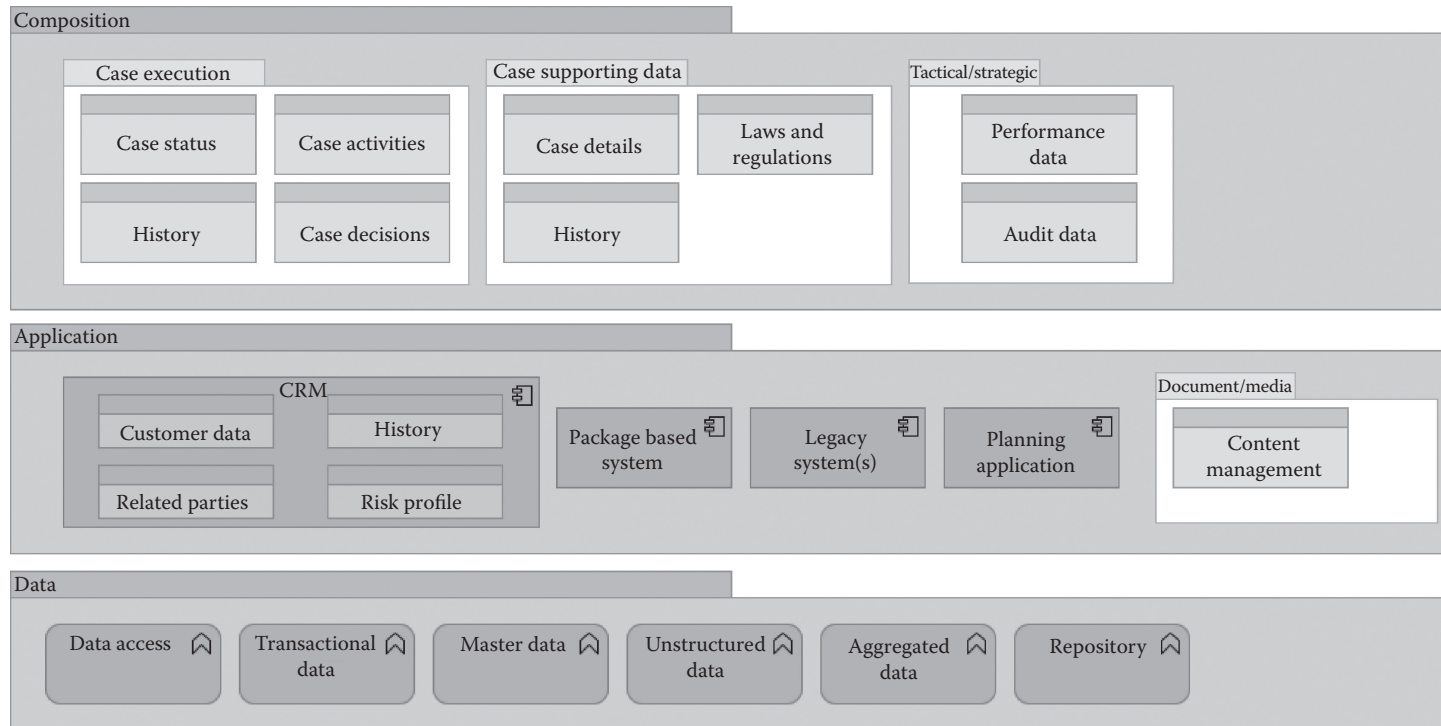 Composition
Case execution
Case status
Case activities
History
Case decisions
Case supporting data
Case details
Laws and
regulations
History
Tactical/strategic
Performance
data
Audit data
Application
CRM
Customer data
History
Related parties
Risk profile
Package based
system
Legacy
system(s)
Planning
application
Document/media
Content
management
Data
Data access
Transactional
data
Master data
Unstructured
data
Aggregated
data
Repository